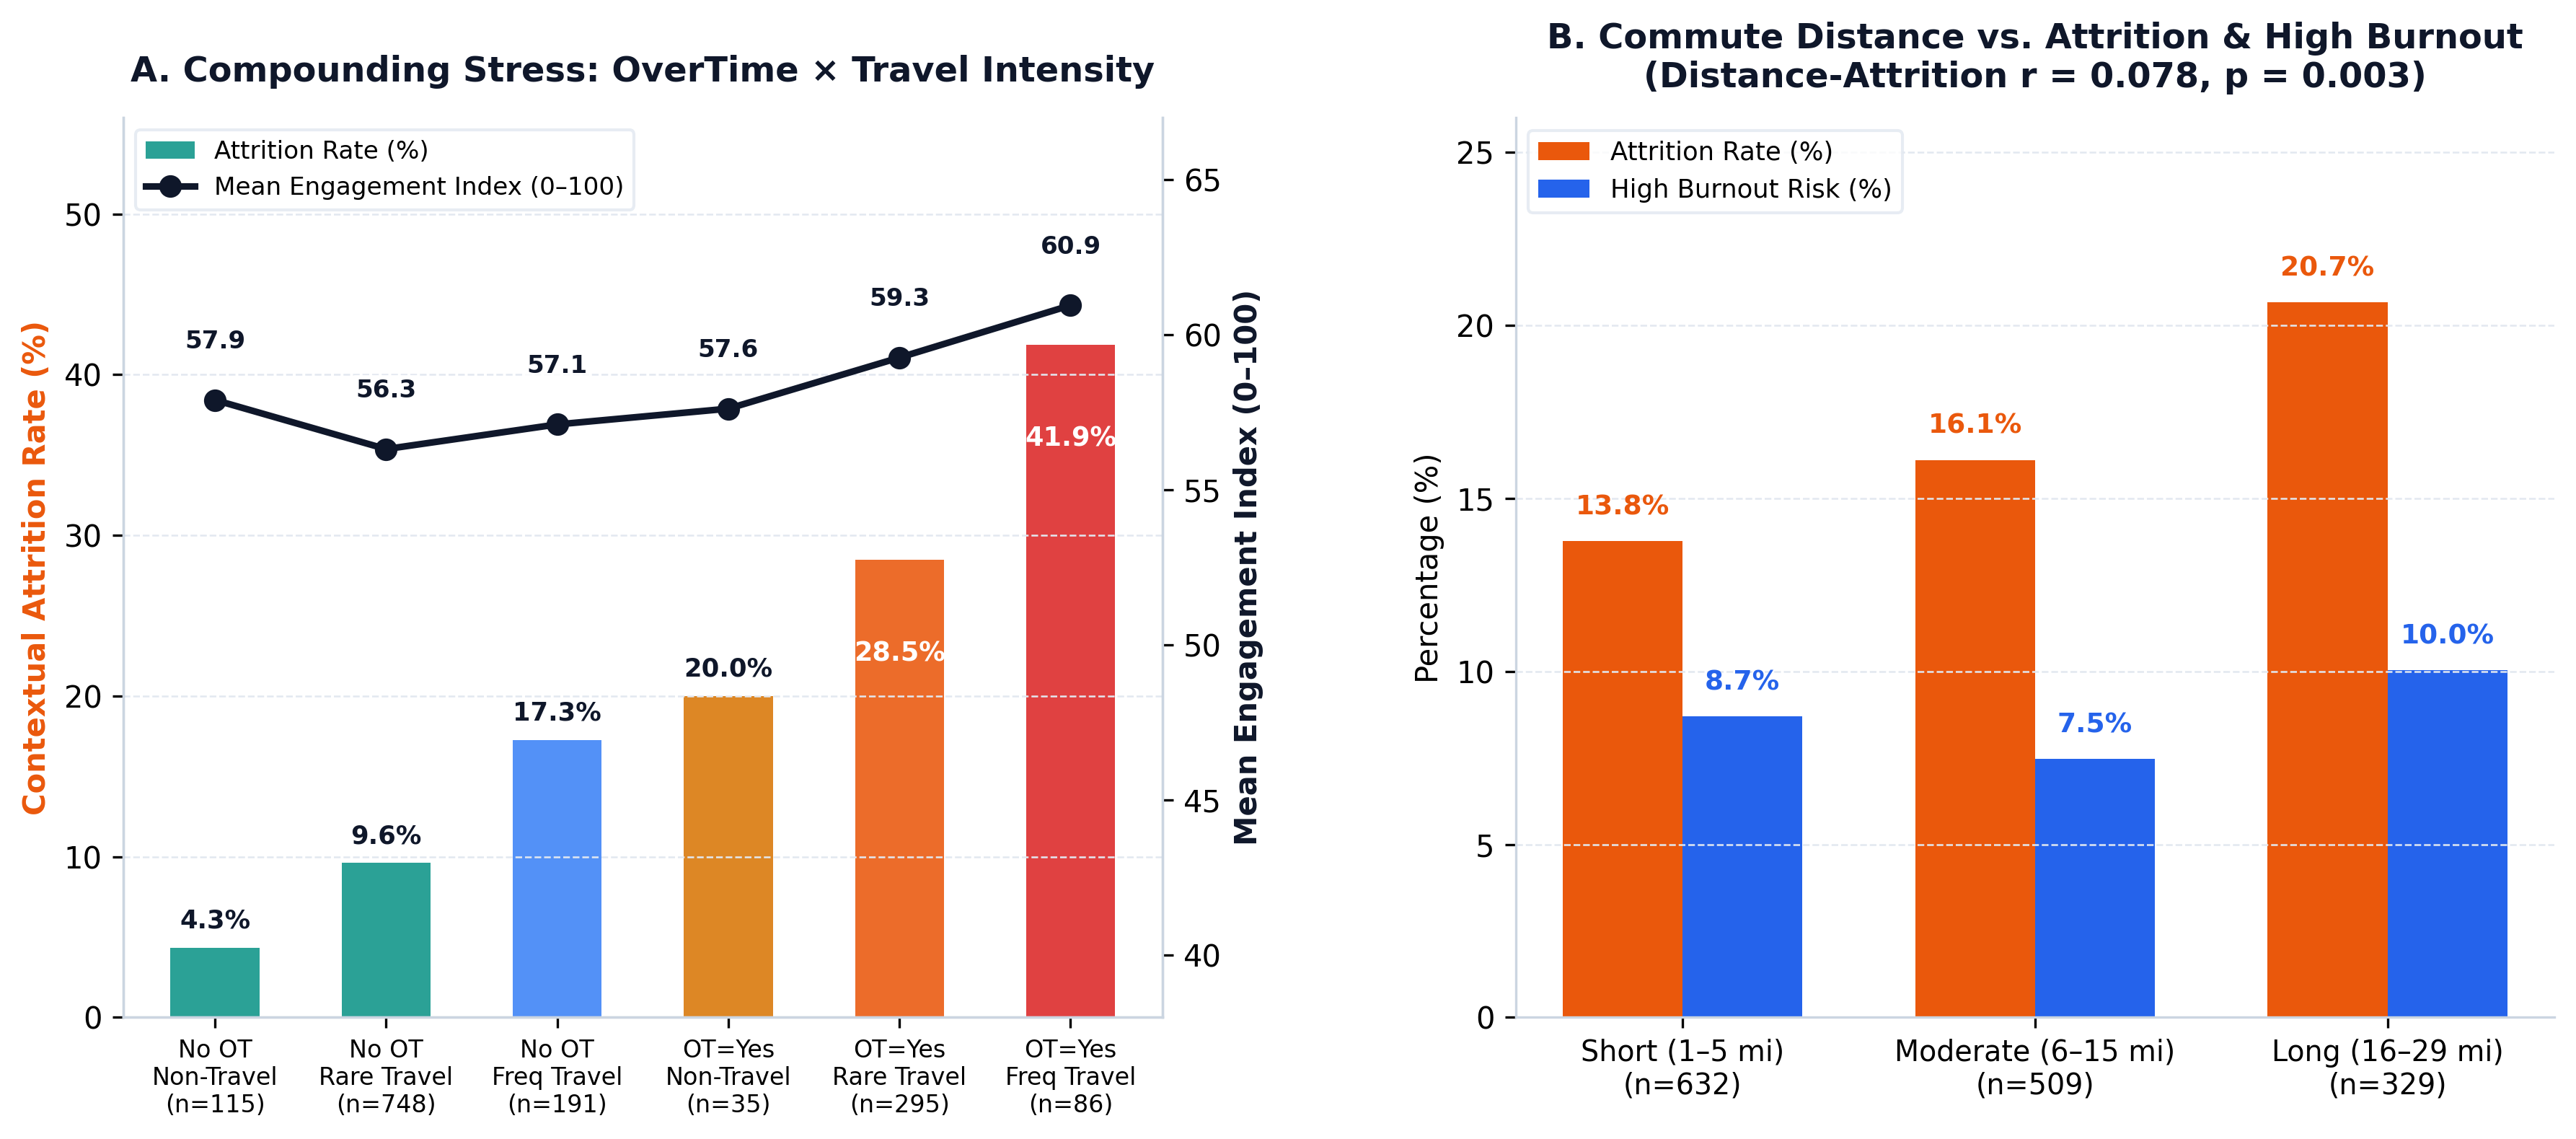 A. Compounding Stress: OverTime × Travel Intensity
Attrition Rate (%)
Mean Engagement Index (0–100)
Contextual Attrition Rate (%)
50
40
30
20
10
0
57.9
56.3
57.1
57.6
59.3
60.9
4.3%
9.6%
17.3%
20.0%
28.5%
41.9%
65
60
55
50
45
40
Mean Engagement Index (0–100)
No OT
Non-Travel
(n=115)
No OT
Rare Travel
(n=748)
No OT
Freq Travel
(n=191)
OT=Yes
Non-Travel
(n=35)
OT=Yes
Rare Travel
(n=295)
OT=Yes
Freq Travel
(n=86)
B. Commute Distance vs. Attrition & High Burnout
(Distance-Attrition r = 0.078, p = 0.003)
Attrition Rate (%)
High Burnout Risk (%)
Percentage (%)
25
20
15
10
5
0
13.8%
8.7%
16.1%
7.5%
20.7%
10.0%
Short (1–5 mi)
(n=632)
Moderate (6–15 mi)
(n=509)
Long (16–29 mi)
(n=329)